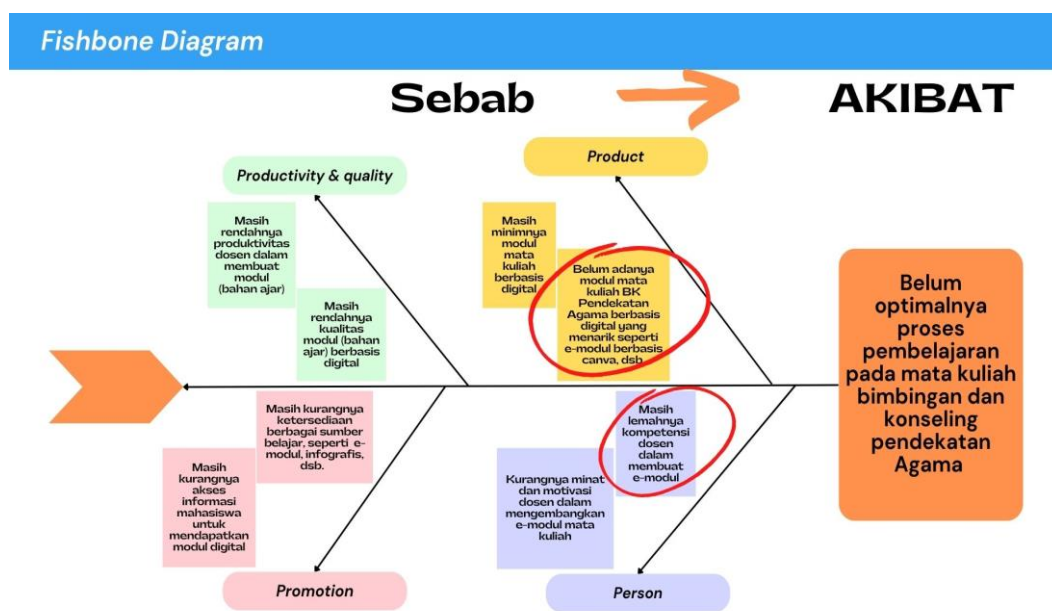 Fishbone Diagram
Sebab
AKIBAT
Productivity & quality
Masih
rendahnya
produktivitas
dosen dalam
membuat
modul
(bahan ajar)
Masih
rendahnya
kualitas
modul (bahan
ajar) berbasis
digital
Product
Masih
minimnya
modul
mata
kuliah
berbasis
digital
Belum adanya
modul mata
kuliah BK
Pendekatan
Agama berbasis
digital yang
menarik seperti
e-modul berbasis
canva, dsb
Belum
optimalnya
proses
pembelajaran
pada mata kuliah
bimbingan dan
konseling
pendekatan
Agama
Masih kurangnya
ketersediaan
berbagai sumber
belajar, seperti e-
modul, infografis,
dsb.
Masih
kurangnya
akses
informasi
mahasiswa
untuk
mendapatkan
modul digital
Promotion
Masih
lemahnya
kompetensi
dosen
dalam
membuat
e-modul
Kurangnya minat
dan motivasi
dosen dalam
mengembangkan
e-modul mata
kuliah
Person